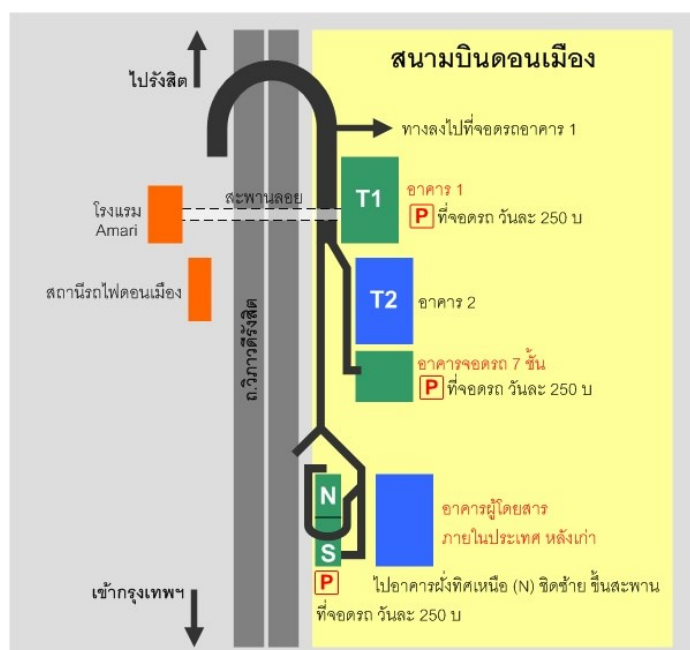 สนามบินดอนเมือง
ไปรังสิต
ทางลงไปที่จอดรถอาคาร 1
สะพานลอย
T1
อาคาร 1
P ที่จอดรถ วันละ 250 บ
โรงแรม
Amari
สถานีรถไฟดอนเมือง
T2
อาคาร 2
ถ.วิภาวดีรังสิต
อาคารจอดรถ 7 ชั้น
P ที่จอดรถ วันละ 250 บ
N
S
อาคารผู้โดยสาร
ภายในประเทศ หลังเก่า
เข้ากรุงเทพฯ
P ไปอาคารฝั่งทิศเหนือ (N) ชิดซ้าย ขึ้นสะพาน
ที่จอดรถ วันละ 250 บ